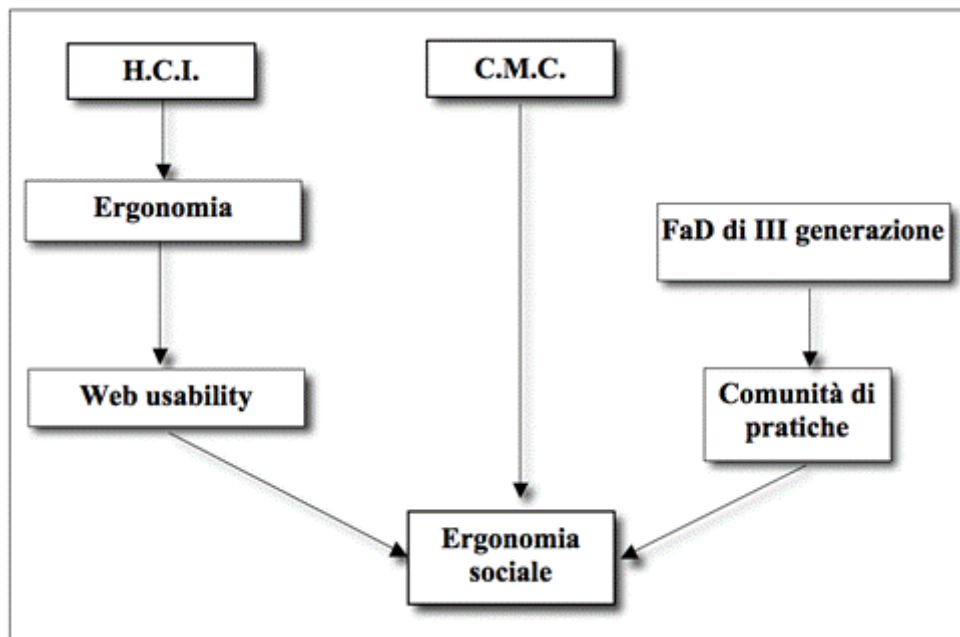 H.C.I.
C.M.C.
Ergonomia
FaD di III generazione
Web usability
Comunità di
pratiche
Ergonomia
sociale